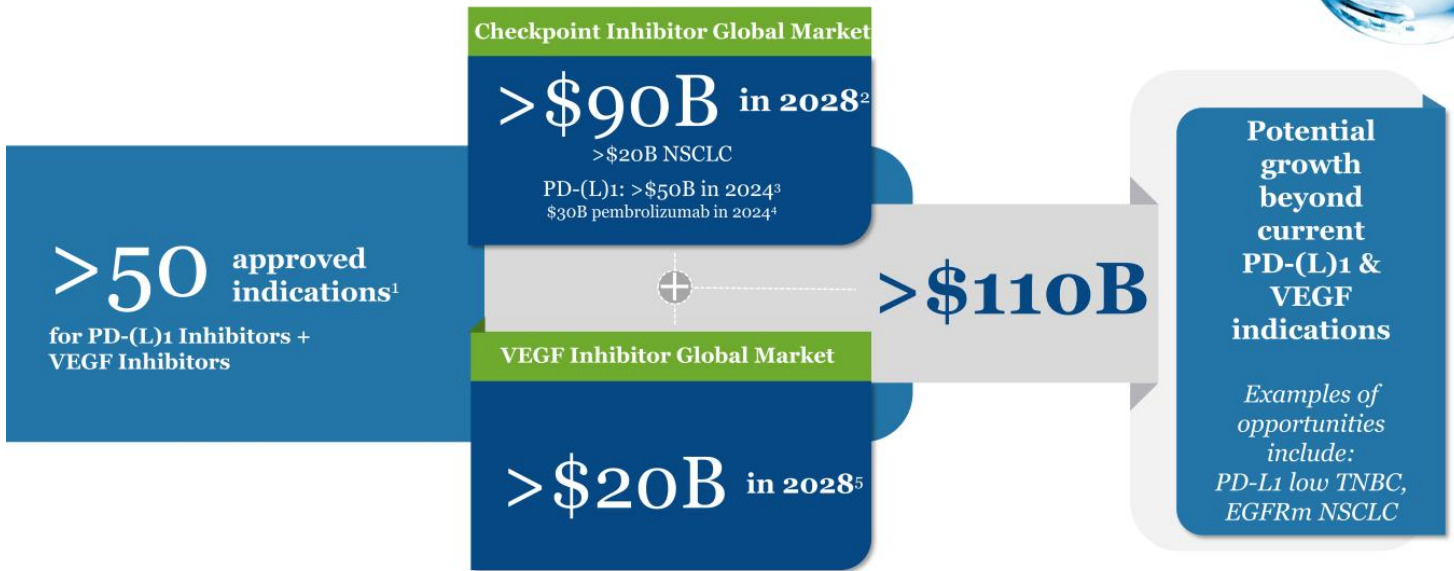 >50 approved
indications¹
for PD-(L)1 Inhibitors +
VEGF Inhibitors
Checkpoint Inhibitor Global Market
>$90B in 2028²
>$20B NSCLC
PD-(L)1: >$50B in 2024³
$30B pembrolizumab in 2024⁴
VEGF Inhibitor Global Market
>$20B in 2028⁵
>$110B
Potential
growth
beyond
current
PD-(L)1 &
VEGF
indications
Examples of
opportunities
include:
PD-L1 low TNBC,
EGFRm NSCLC